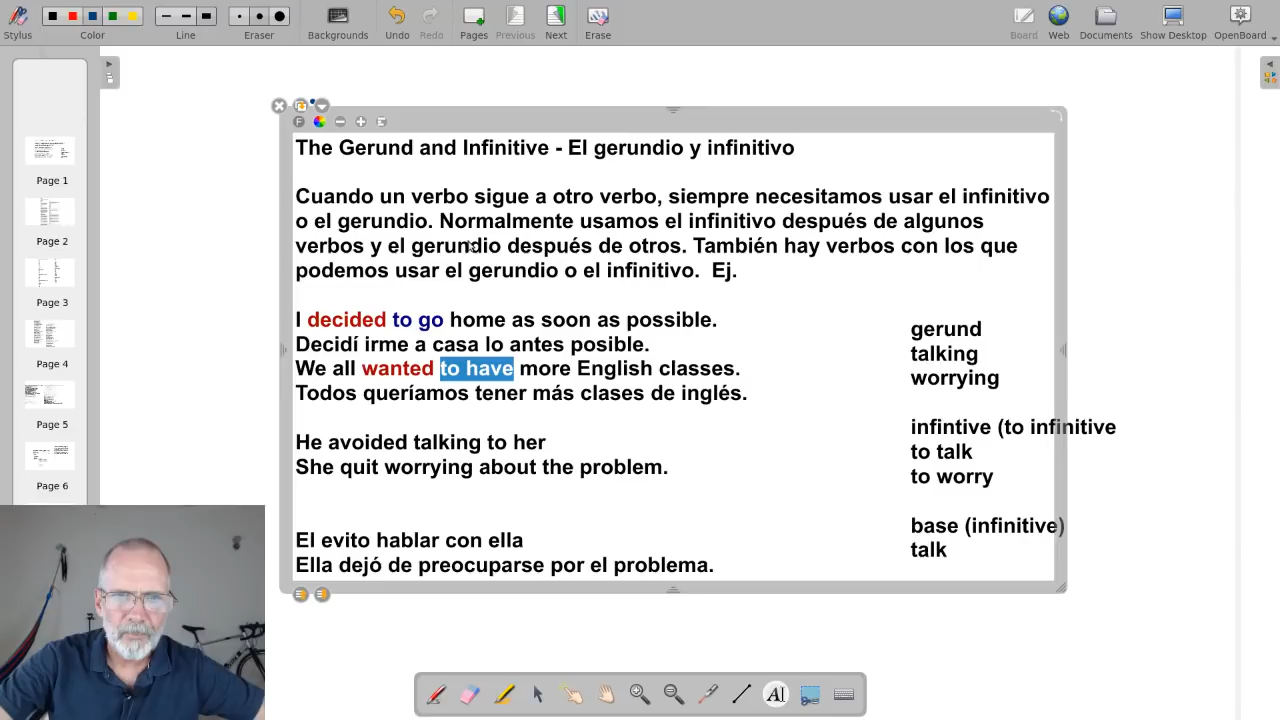 Stylus
Color
Line
Eraser
Backgrounds
Undo
Redo
Pages
Previous
Next
Erase
Board
Web
Documents
Show Desktop
OpenBoard
Page 1
Page 2
Page 3
Page 4
Page 5
Page 6
The Gerund and Infinitive - El gerundio y infinitivo
Cuando un verbo sigue a otro verbo, siempre necesitamos usar el infinitivo
o el gerundio. Normalmente usamos el infinitivo después de algunos
verbos y el gerundio después de otros. También hay verbos con los que
podemos usar el gerundio o el infinitivo.  Ej.
I decided to go home as soon as possible.
Decidí irme a casa lo antes posible.
We all wanted to have more English classes.
Todos queríamos tener más clases de inglés.
He avoided talking to her
She quit worrying about the problem.
El evito hablar con ella
Ella dejó de preocuparse por el problema.
gerund
talking
worrying
infintive (to infinitive
to talk
to worry
base (infinitive)
talk